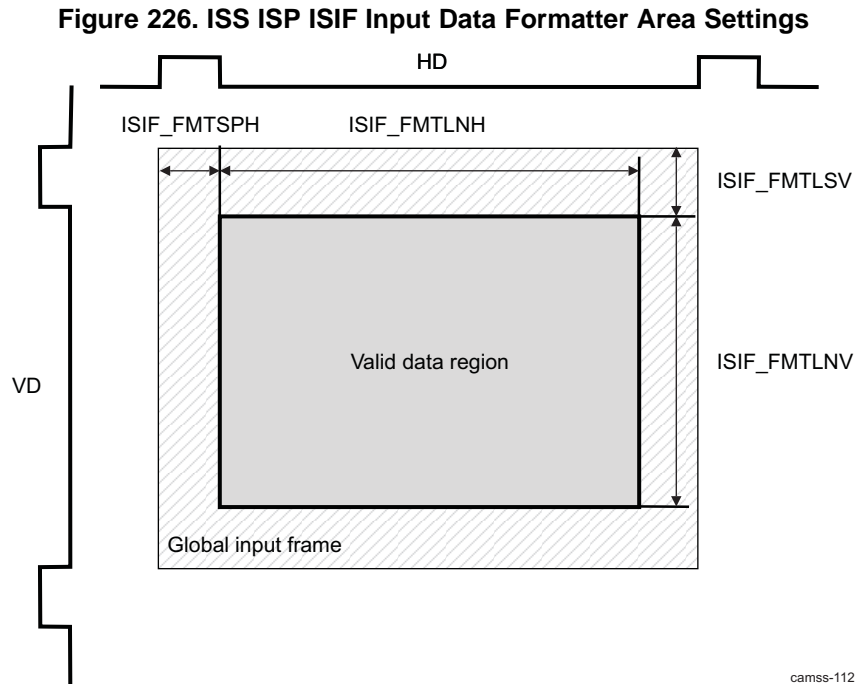 Figure 226. ISS ISP ISIF Input Data Formatter Area Settings
HD
ISIF_FMTSPH
ISIF_FMTLNH
ISIF_FMTLSV
Valid data region
ISIF_FMTLNV
VD
Global input frame
camss-112